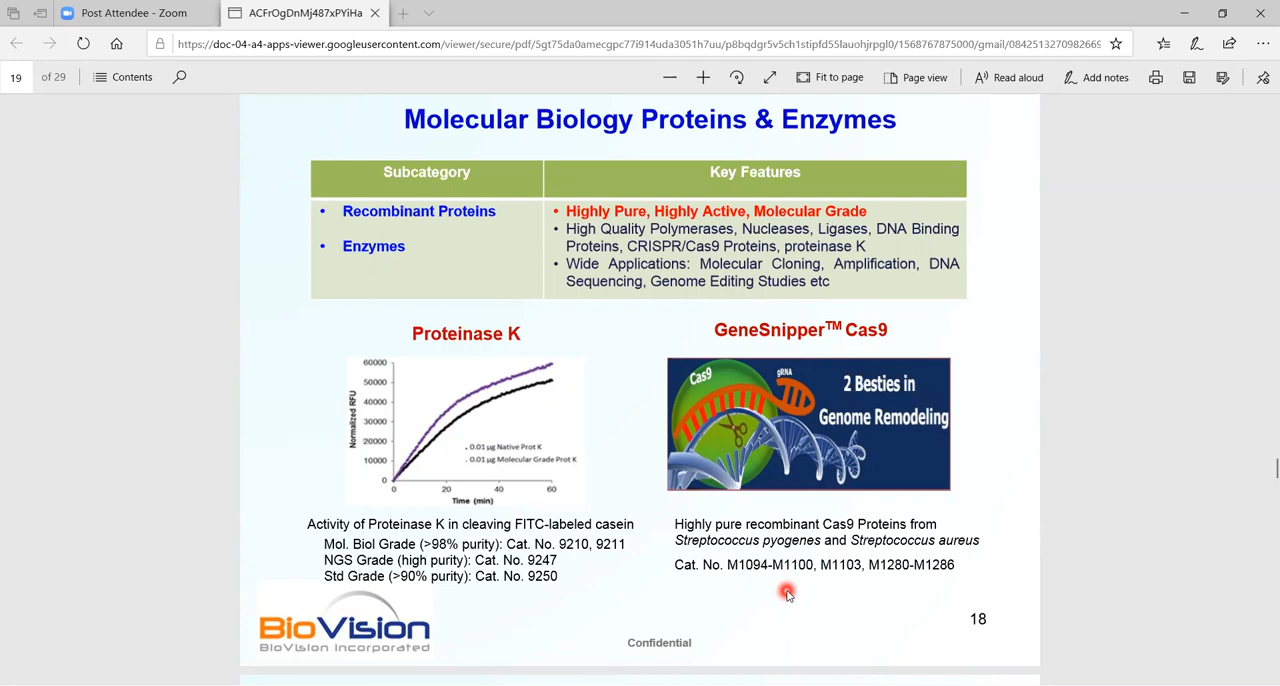 Post Attendee - Zoom
ACFrOgDnMj487xPYiHa
https://doc-04-a4-apps-viewer.googleusercontent.com/viewer/secure/pdf/5gt75da0amecgpc77i914uda3051h7uu/p8bqdgr5v5ch1stipfd55lauohjrpgl0/1568767875000/gmail/0842513270982669
19 of 29 Contents Fit to page Page view Read aloud Add notes
Molecular Biology Proteins & Enzymes
Subcategory Key Features
• Recombinant Proteins
• Enzymes
• Highly Pure, Highly Active, Molecular Grade
• High Quality Polymerases, Nucleases, Ligases, DNA Binding
Proteins, CRISPR/Cas9 Proteins, proteinase K
• Wide Applications: Molecular Cloning, Amplification, DNA
Sequencing, Genome Editing Studies etc
Proteinase K
60000
50000
40000
30000
20000
10000
0
Normalized RFU
0.01 µg Native Prot K
0.01 µg Molecular Grade Prot K
0 20 40 60
Time (min)
Activity of Proteinase K in cleaving FITC-labeled casein
Mol. Biol Grade (>98% purity): Cat. No. 9210, 9211
NGS Grade (high purity): Cat. No. 9247
Std Grade (>90% purity): Cat. No. 9250
GeneSnipper™ Cas9
Cas9
gRNA
2 Besties in
Genome Remodeling
Highly pure recombinant Cas9 Proteins from
Streptococcus pyogenes and Streptococcus aureus
Cat. No. M1094-M1100, M1103, M1280-M1286
BioVision
BioVision Incorporated
Confidential
18